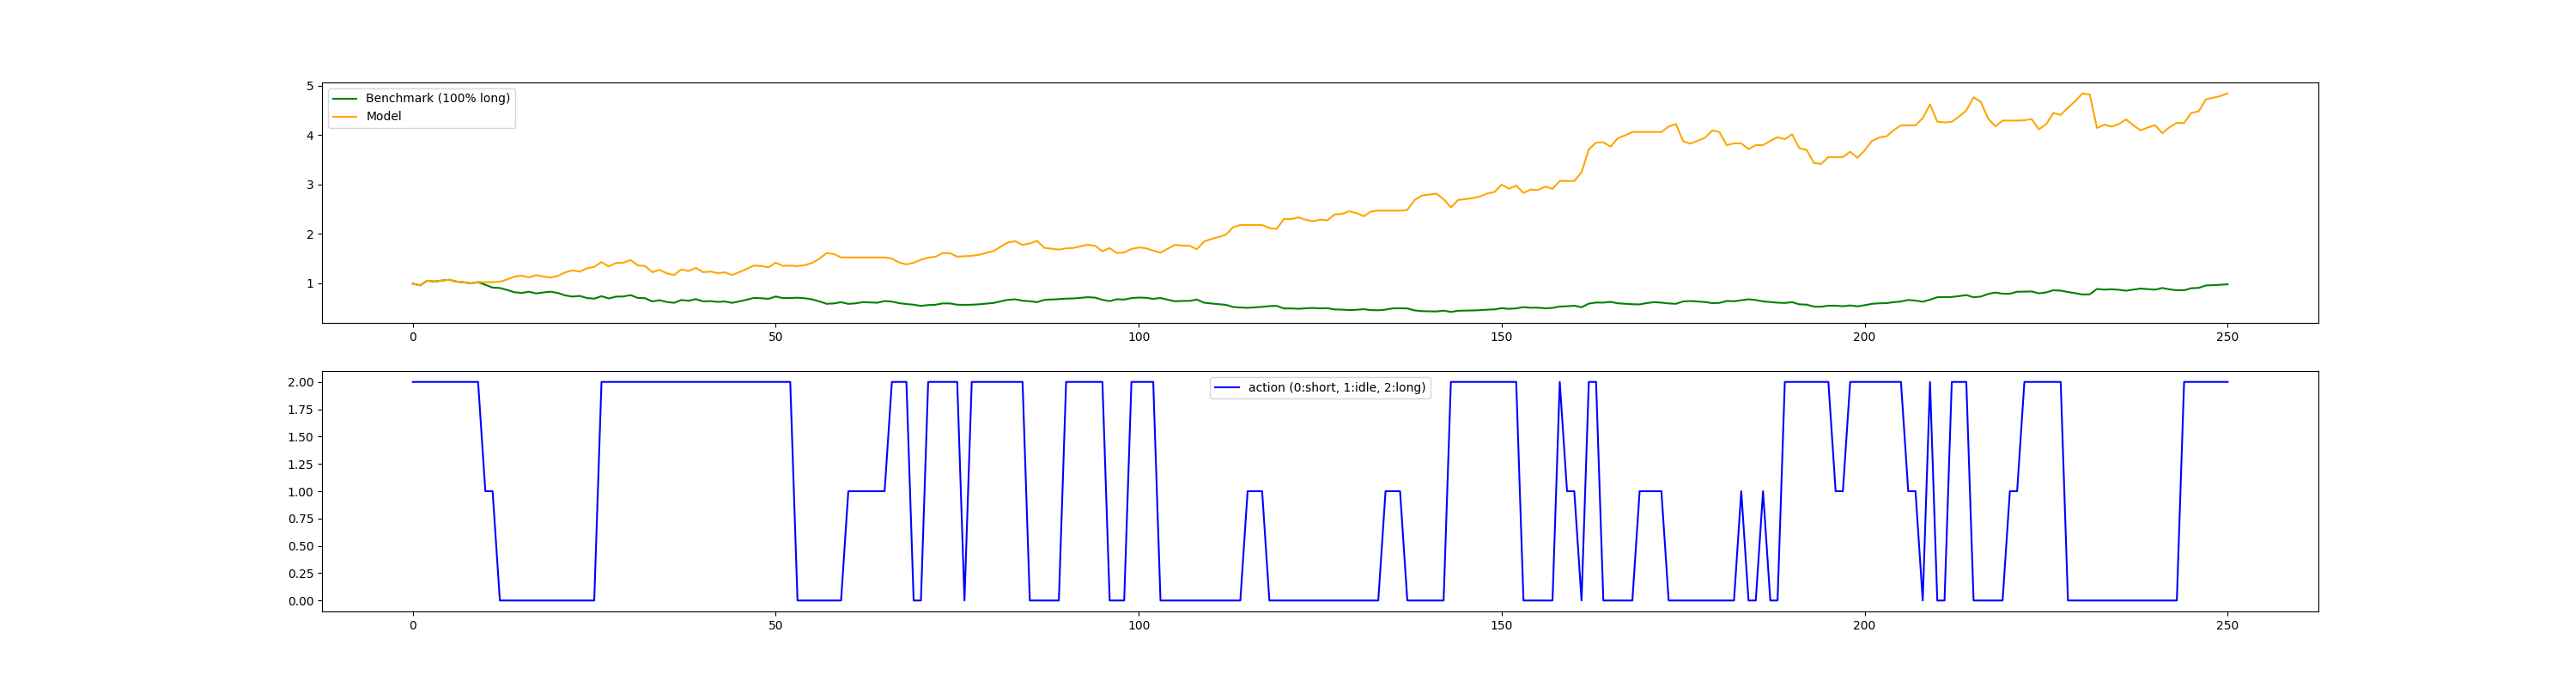 5
4
3
2
1
Benchmark (100% long)
Model
0 50 100 150 200 250
2.00
1.75
1.50
1.25
1.00
0.75
0.50
0.25
0.00
action (0:short, 1:idle, 2:long)
0 50 100 150 200 250